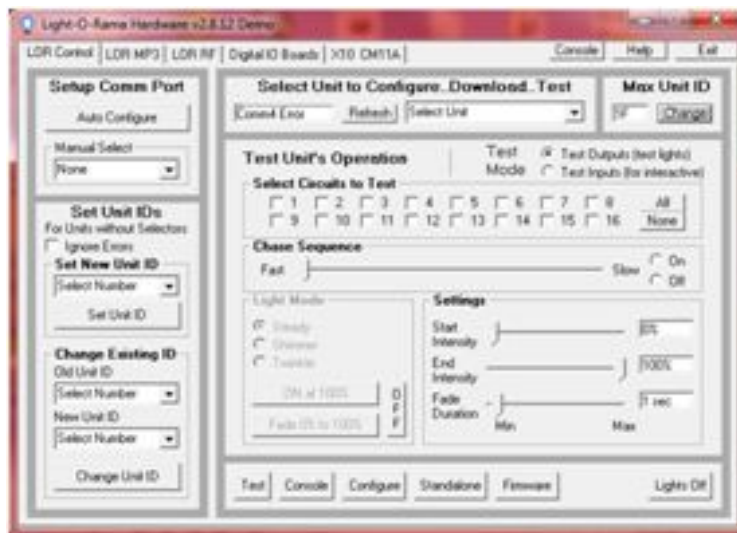 Light-O-Rama Hardware v2.8.12 Demo
LOR Control
LOR MP3
LOR RF
Digital IO Boards
X10 CM11A
Console
Help
Exit
Setup Comm Port
Auto Configure
Manual Select
None
Set Unit IDs
For Units without Selectors
Ignore Errors
Set New Unit ID
Select Number
Set Unit ID
Change Existing ID
Old Unit ID
Select Number
New Unit ID
Select Number
Change Unit ID
Select Unit to Configure..Download..Test
Comm4 Error
Refresh
Select Unit
Max Unit ID
Change
Test Unit's Operation
Test Mode
Test Outputs (test lights)
Test Inputs (for interactive)
Select Circuits to Test
1 2 3 4 5 6 7 8
All
9 10 11 12 13 14 15 16
None
Chase Sequence
Fast
Slow
On
Off
Light Mode
Steady
Shimmer
Twinkle
ON at 100%
Fade 0% to 100%
OFF
Settings
Start Intensity
0%
End Intensity
100%
Fade Duration
1 sec
Min
Max
Test
Console
Configure
Standalone
Firmware
Lights Off